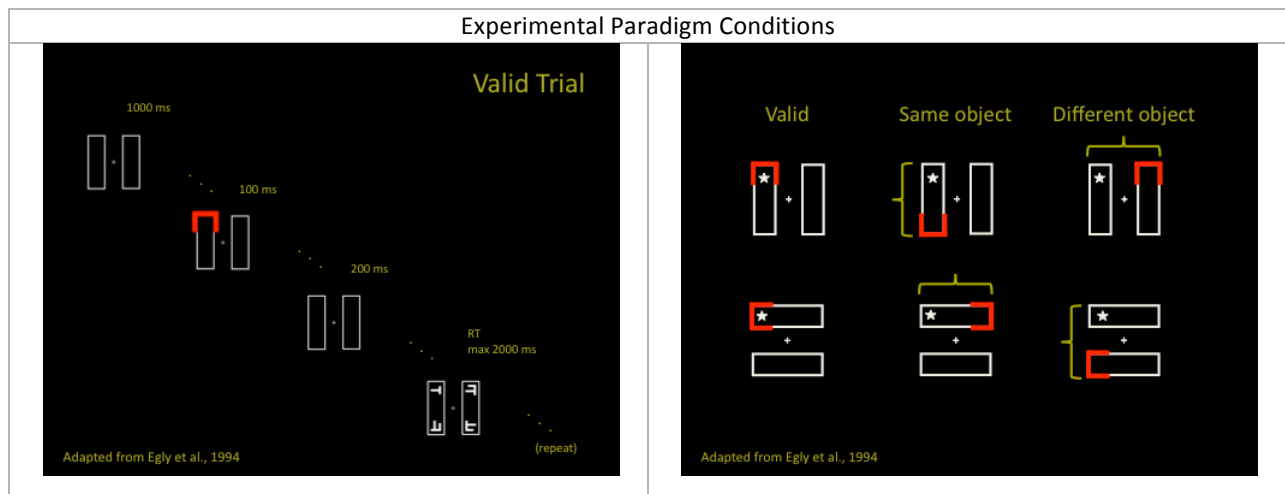 Experimental Paradigm Conditions
Valid Trial
1000 ms
100 ms
200 ms
RT
max 2000 ms
(repeat)
Adapted from Egly et al., 1994
Valid Same object Different object
Adapted from Egly et al., 1994